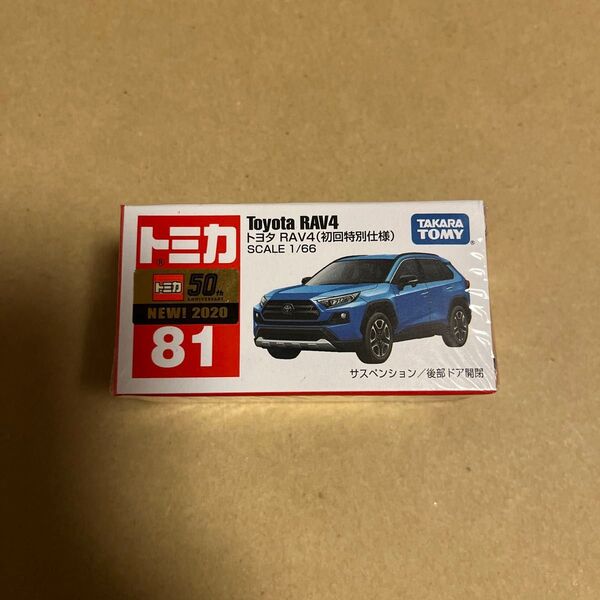 トミカ
®
トミカ 50th
ANNIVERSARY
NEW! 2020
81
Toyota RAV4
トヨタ RAV4(初回特別仕様)
SCALE 1/66
TAKARA
TOMY®
サスペンション/後部ドア開閉